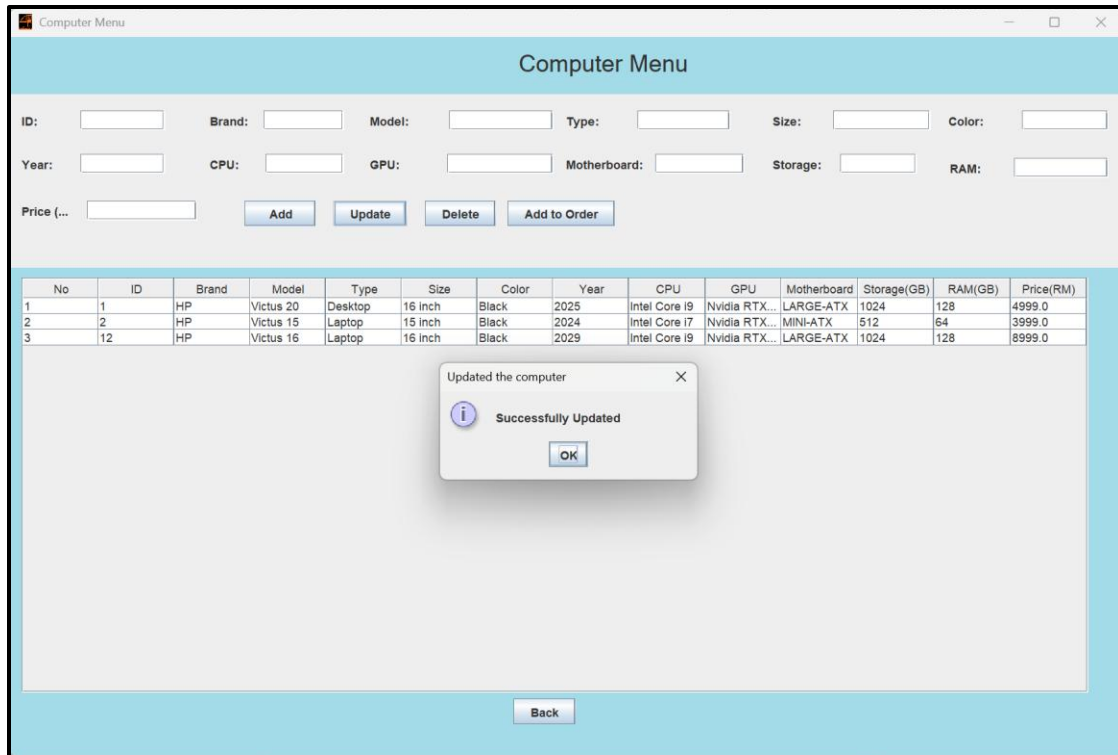 Computer Menu
Computer Menu
ID: Brand: Model: Type: Size: Color:
Year: CPU: GPU: Motherboard: Storage: RAM:
Price (... Add Update Delete Add to Order
No ID Brand Model Type Size Color Year CPU GPU Motherboard Storage(GB) RAM(GB) Price(RM)
1 1 HP Victus 20 Desktop 16 inch Black 2025 Intel Core i9 Nvidia RTX... LARGE-ATX 1024 128 4999.0
2 2 HP Victus 15 Laptop 15 inch Black 2024 Intel Core i7 Nvidia RTX... MINI-ATX 512 64 3999.0
3 12 HP Victus 16 Laptop 16 inch Black 2029 Intel Core i9 Nvidia RTX... LARGE-ATX 1024 128 8999.0
Updated the computer
Successfully Updated
OK
Back